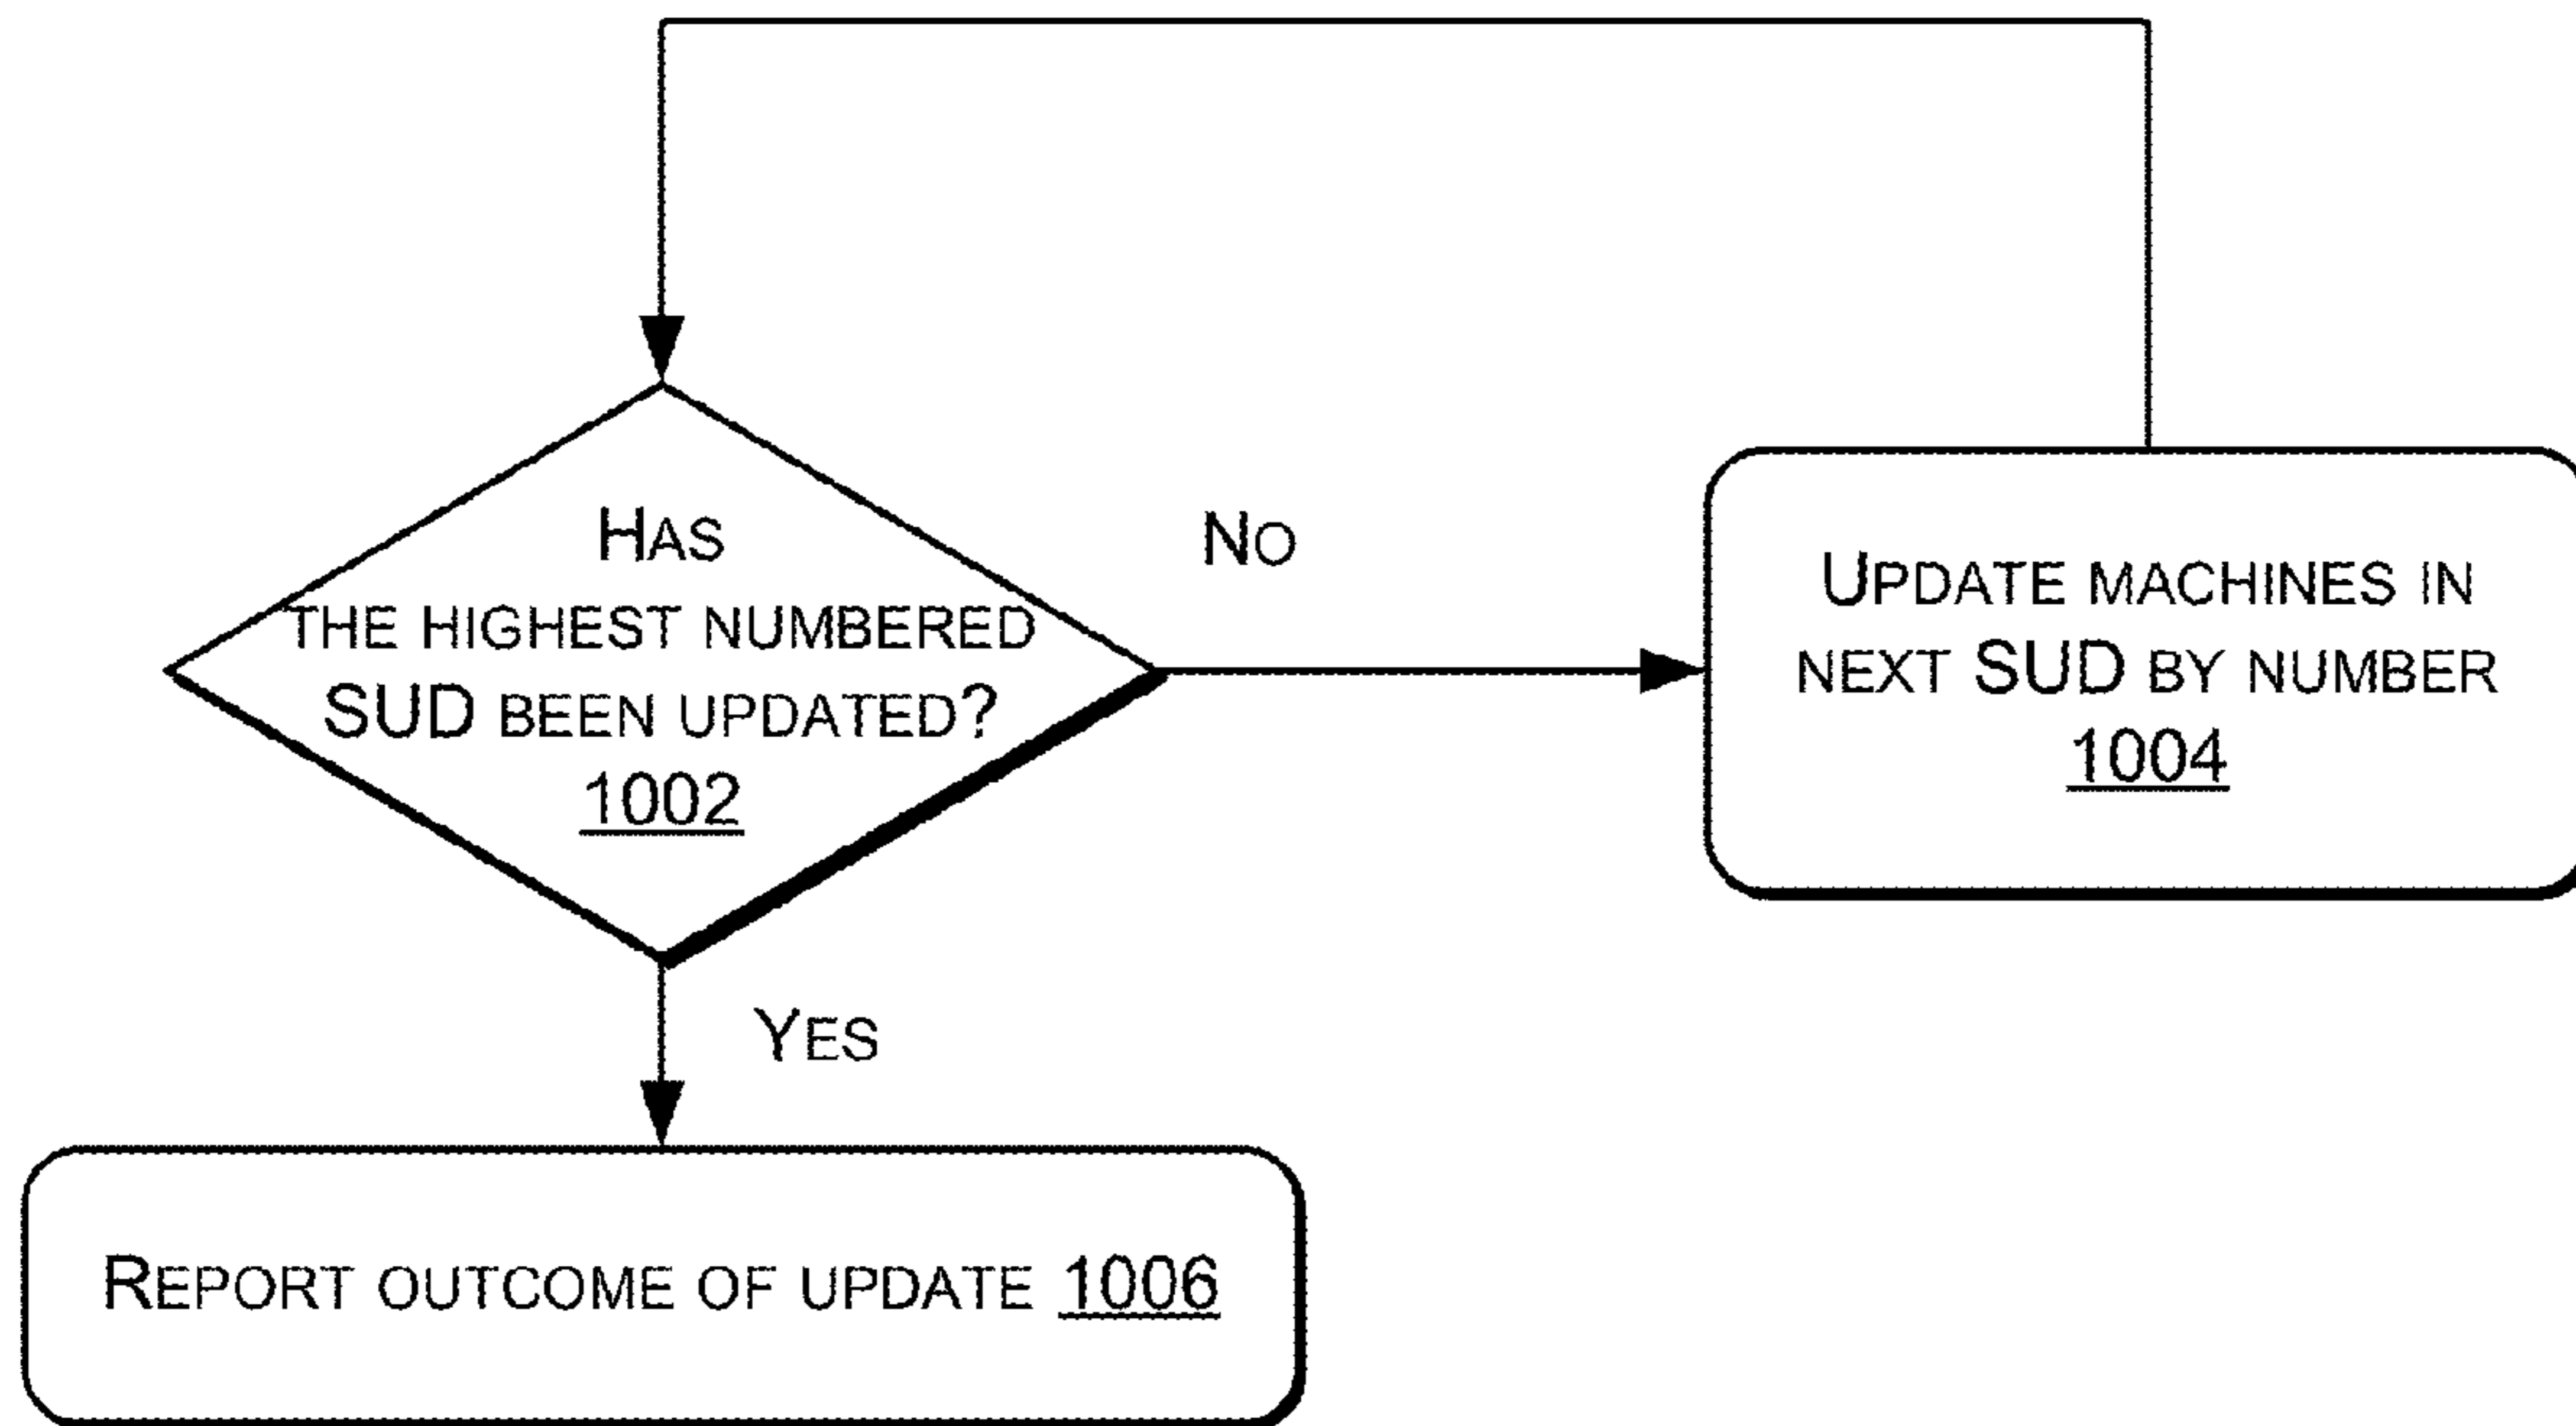 HAS
THE HIGHEST NUMBERED
SUD BEEN UPDATED?
1002
NO
UPDATE MACHINES IN
NEXT SUD BY NUMBER
1004
YES
REPORT OUTCOME OF UPDATE 1006